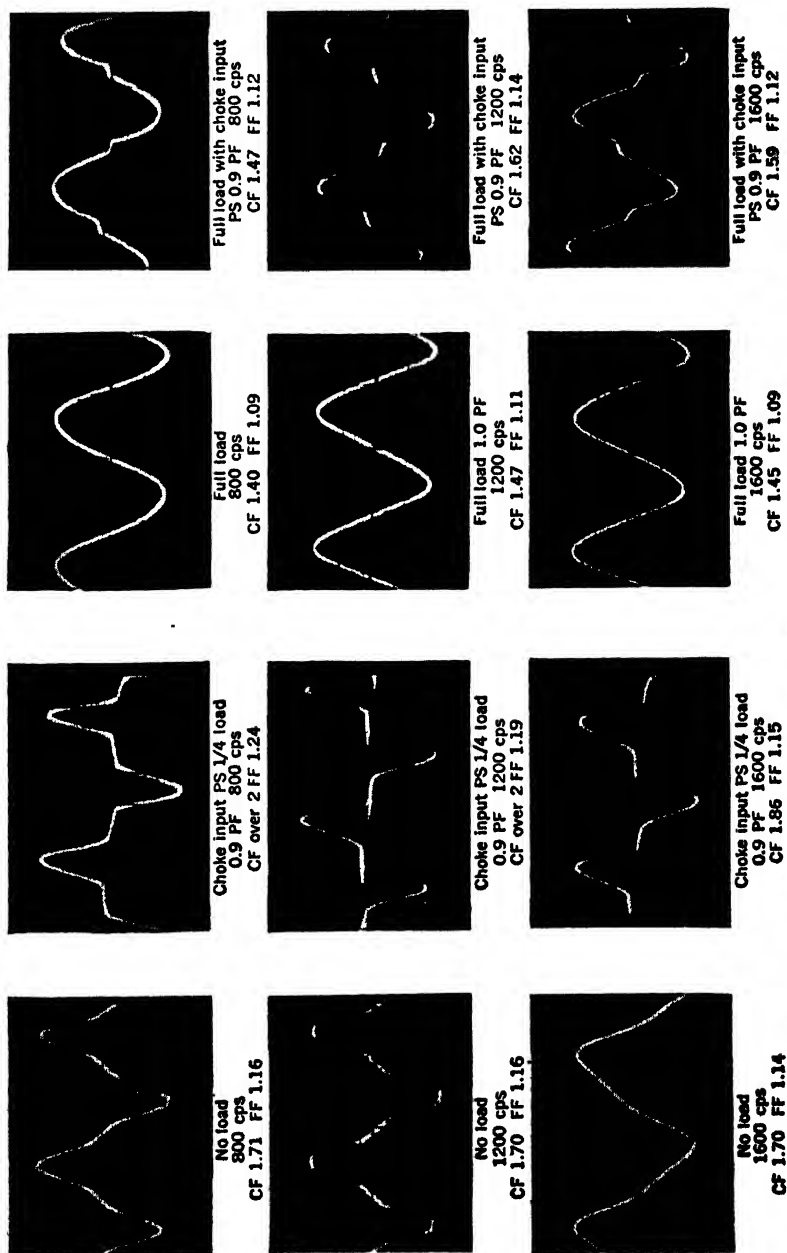 No load
800 cps
CF 1.71 FF 1.16
Choke input PS 1/4 load
0.9 PF 800 cps
CF over 2 FF 1.24
Full load
800 cps
CF 1.40 FF 1.09
Full load with choke input
PS 0.9 PF 800 cps
CF 1.47 FF 1.12
No load
1200 cps
CF 1.70 FF 1.16
Choke input PS 1/4 load
0.9 PF 1200 cps
CF over 2 FF 1.19
Full load 1.0 PF
1200 cps
CF 1.47 FF 1.11
Full load with choke input
PS 0.9 PF 1200 cps
CF 1.62 FF 1.14
No load
1600 cps
CF 1.70 FF 1.14
Choke input PS 1/4 load
0.9 PF 1600 cps
CF 1.86 FF 1.15
Full load 1.0 PF
1600 cps
CF 1.45 FF 1.09
Full load with choke input
PS 0.9 PF 1600 cps
CF 1.59 FF 1.12